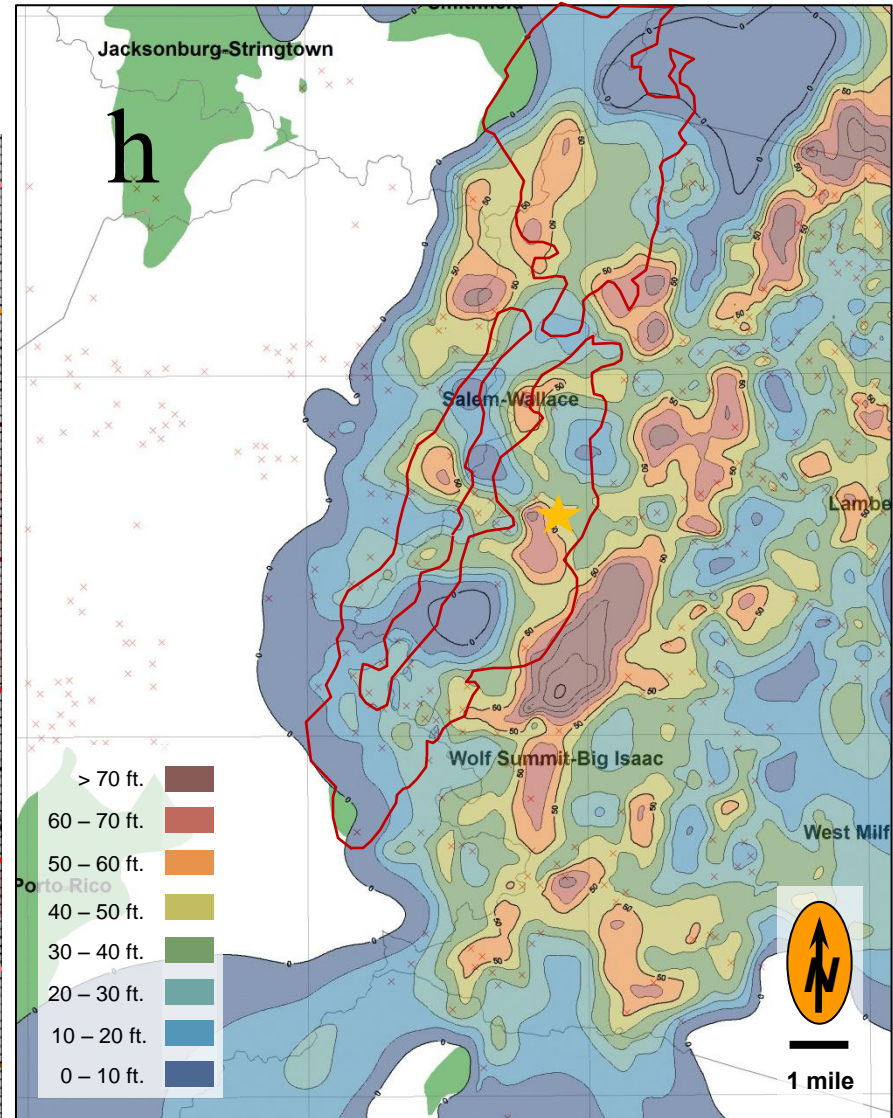 Smithfield
Jacksonburg-Stringtown
h
Salem-Wallace
Lambe
Wolf Summit-Big Isaac
West Milf
Porto Rico
> 70 ft.
60 – 70 ft.
50 – 60 ft.
40 – 50 ft.
30 – 40 ft.
20 – 30 ft.
10 – 20 ft.
0 – 10 ft.
N
1 mile